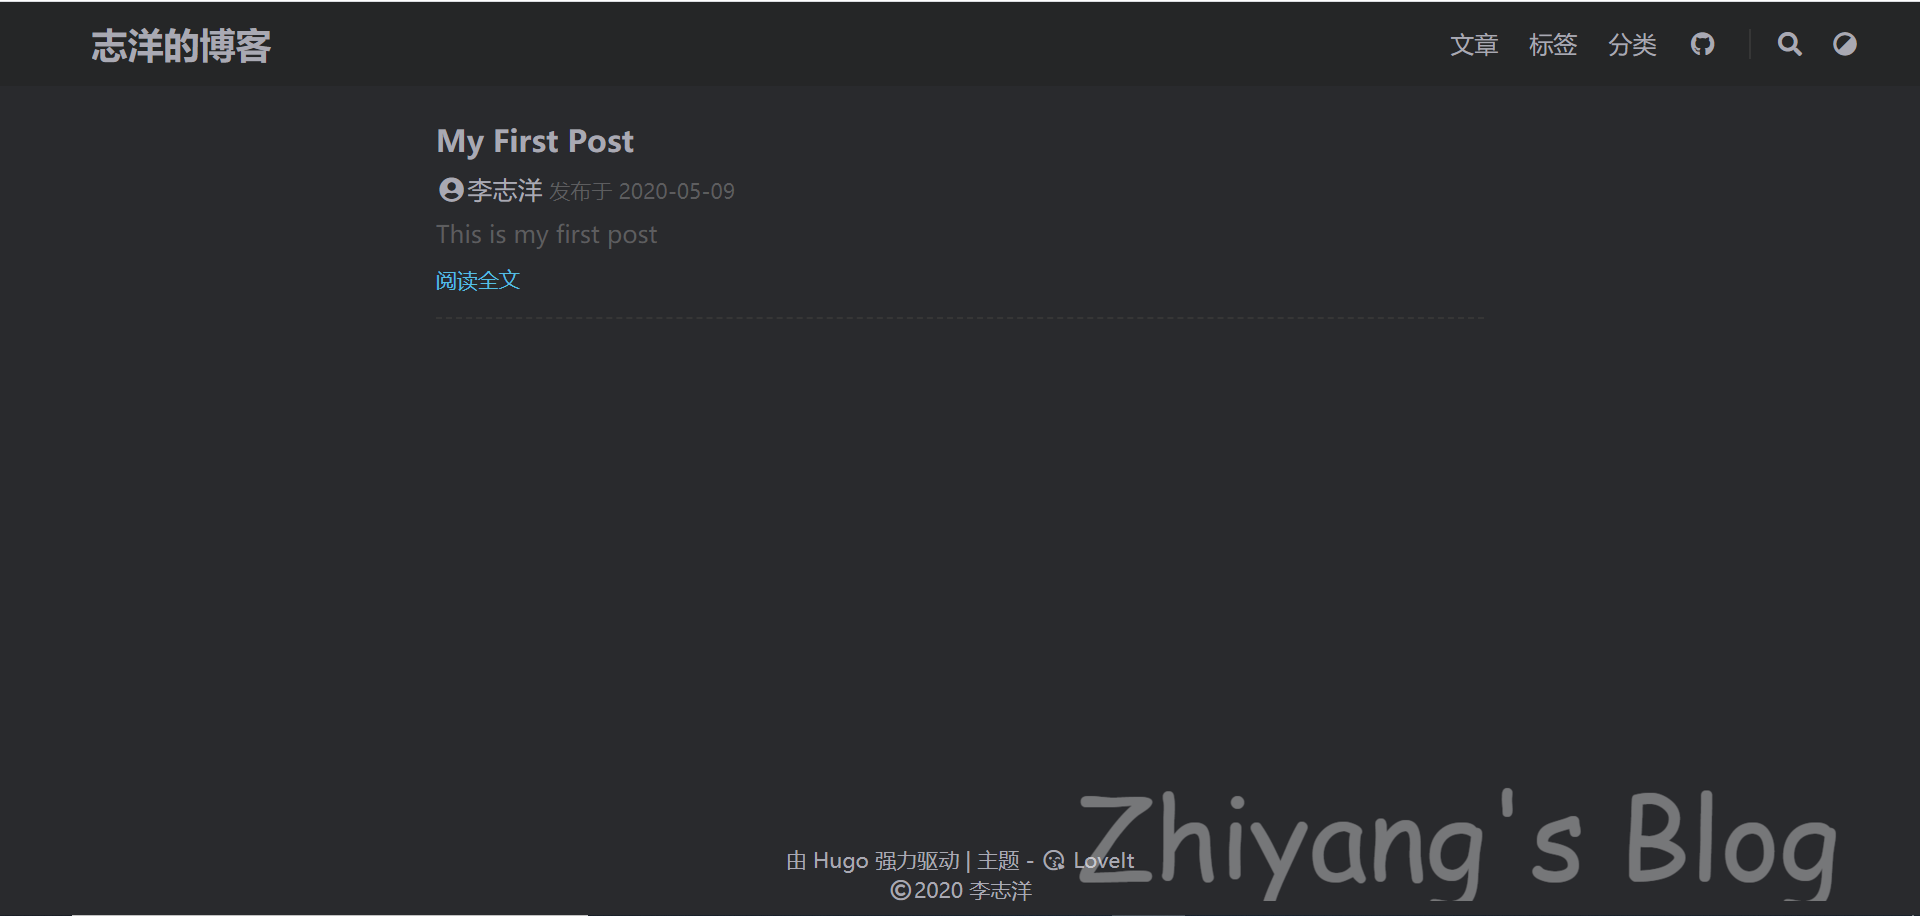 志洋的博客 文章 标签 分类
My First Post
李志洋 发布于 2020-05-09
This is my first post
阅读全文
由 Hugo 强力驱动 | 主题 - LoveIt
©2020 李志洋
Zhiyang's Blog